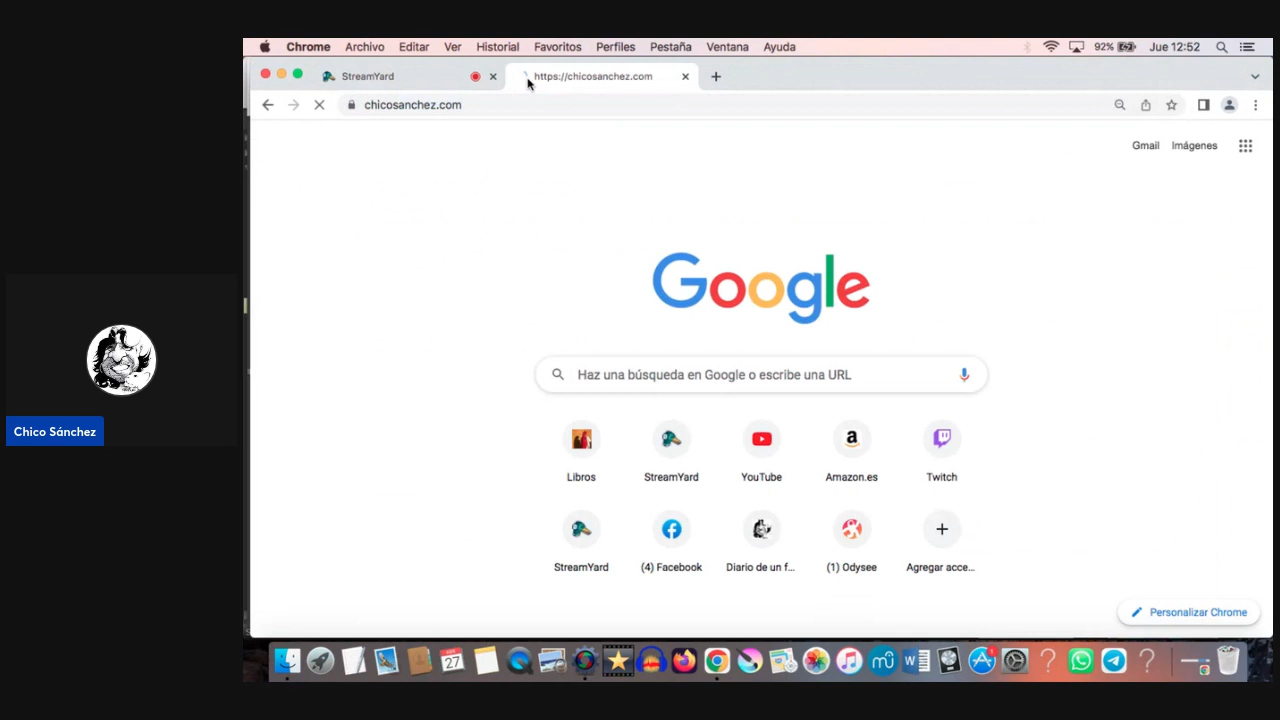 Chrome Archivo Editar Ver Historial Favoritos Perfiles Pestaña Ventana Ayuda 92% Jue 12:52
StreamYard https://chicosanchez.com
chicosanchez.com
Gmail Imágenes
Google
Haz una búsqueda en Google o escribe una URL
Libros StreamYard YouTube Amazon.es Twitch
StreamYard (4) Facebook Diario de un f... (1) Odysee Agregar acce...
Personalizar Chrome
Chico Sánchez
27